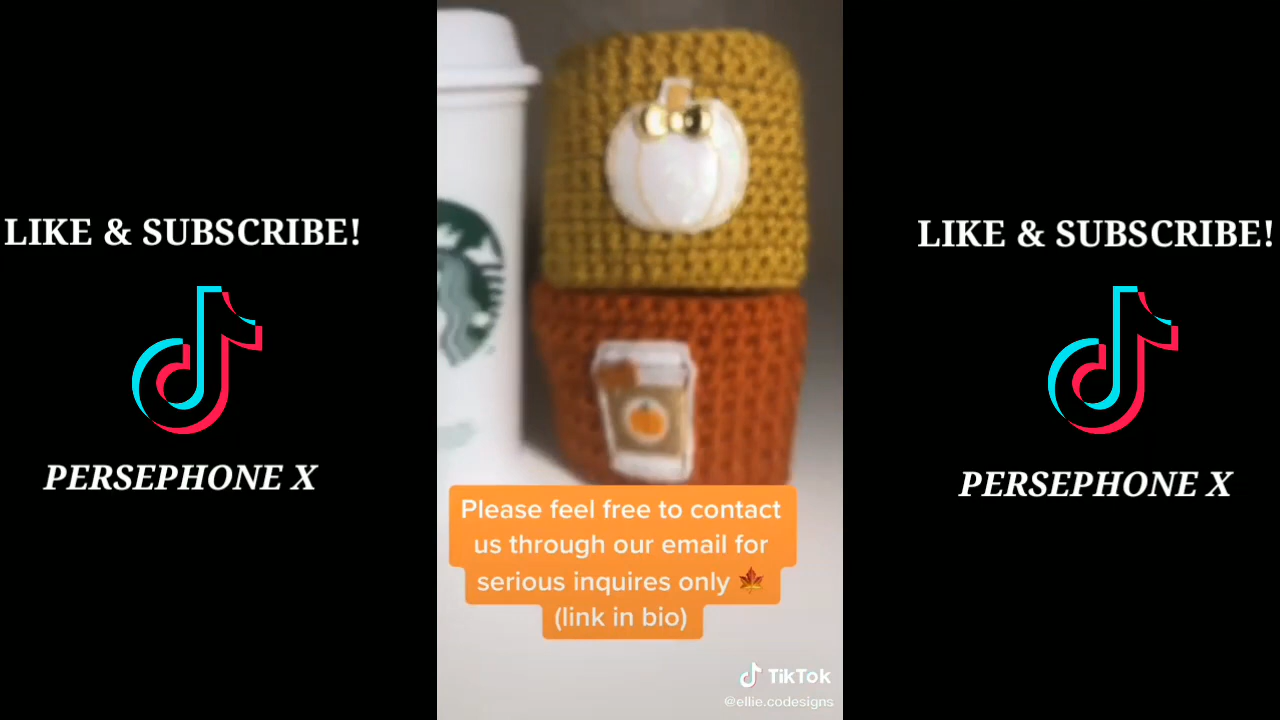 LIKE & SUBSCRIBE!
PERSEPHONE X
Please feel free to contact
us through our email for
serious inquires only 🍁
(link in bio)
TikTok
@ellie.codesigns
LIKE & SUBSCRIBE!
PERSEPHONE X